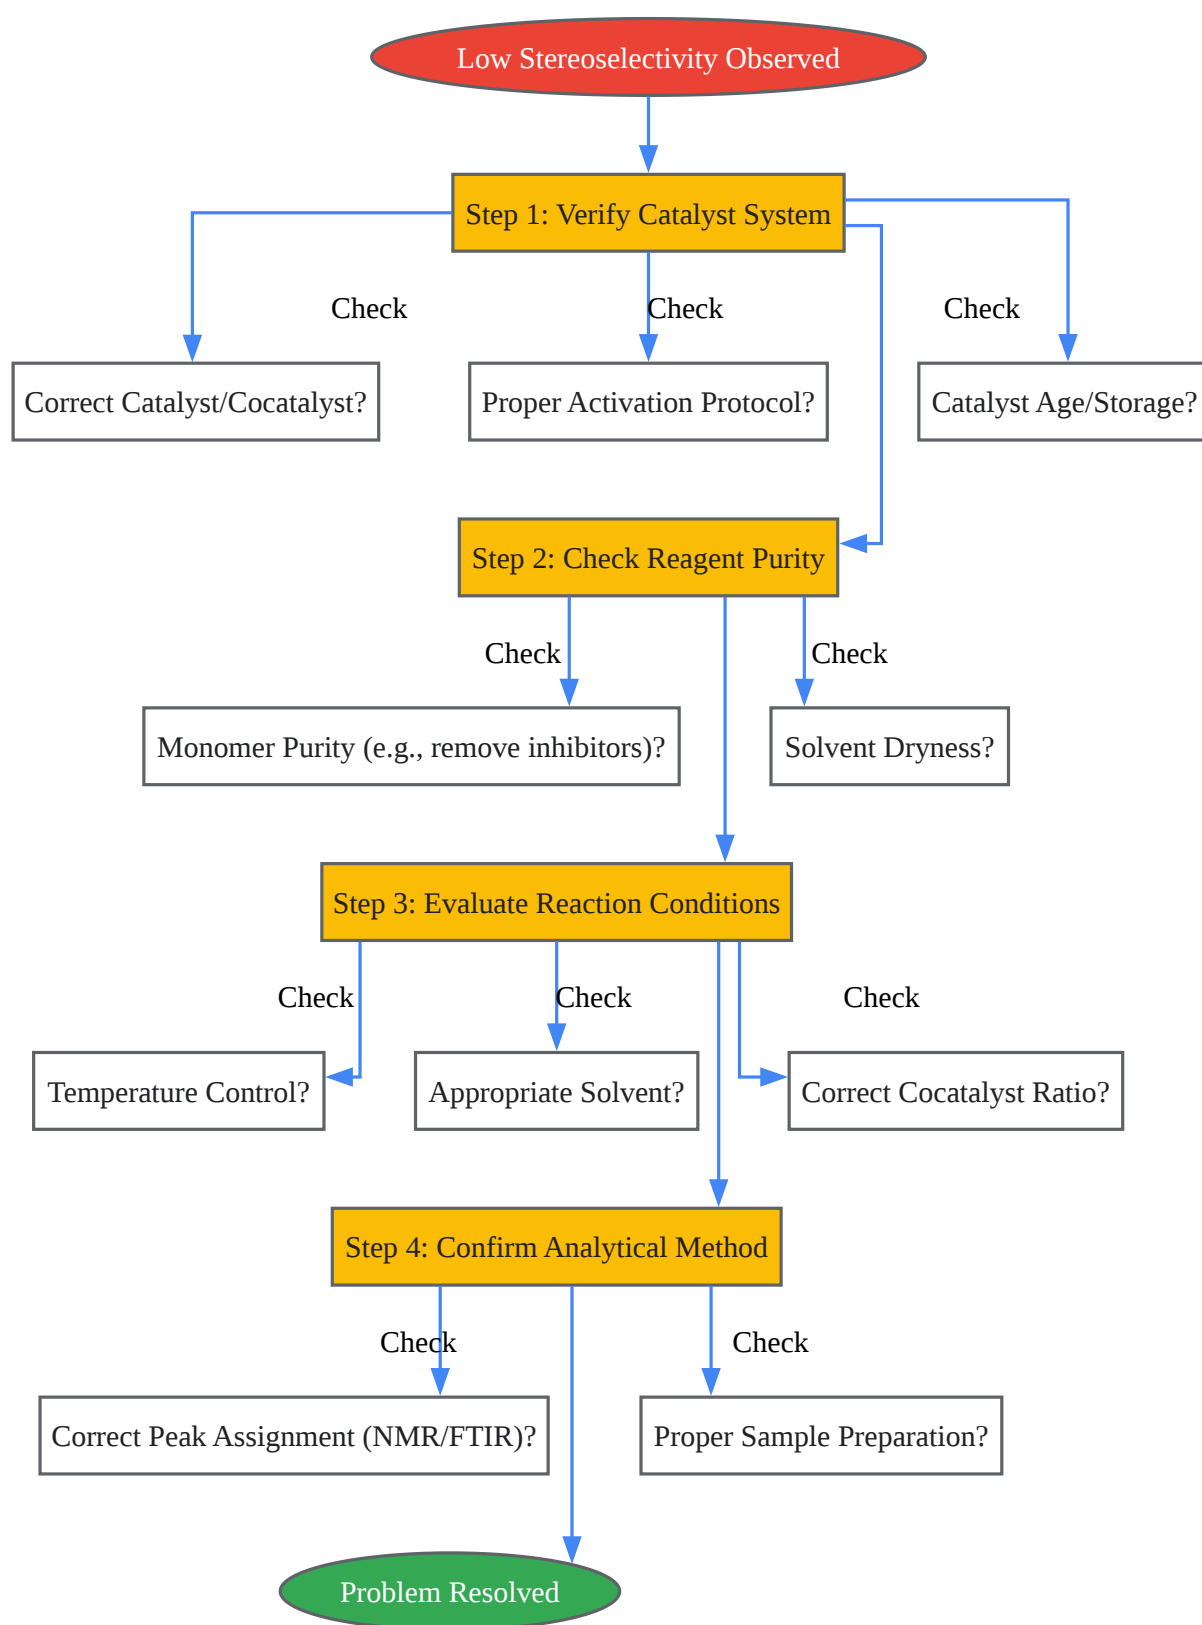 Low Stereoselectivity Observed
Step 1: Verify Catalyst System
Check
Check
Check
Correct Catalyst/Cocatalyst?
Proper Activation Protocol?
Catalyst Age/Storage?
Step 2: Check Reagent Purity
Check
Check
Monomer Purity (e.g., remove inhibitors)?
Solvent Dryness?
Step 3: Evaluate Reaction Conditions
Check
Check
Check
Temperature Control?
Appropriate Solvent?
Correct Cocatalyst Ratio?
Step 4: Confirm Analytical Method
Check
Check
Correct Peak Assignment (NMR/FTIR)?
Proper Sample Preparation?
Problem Resolved